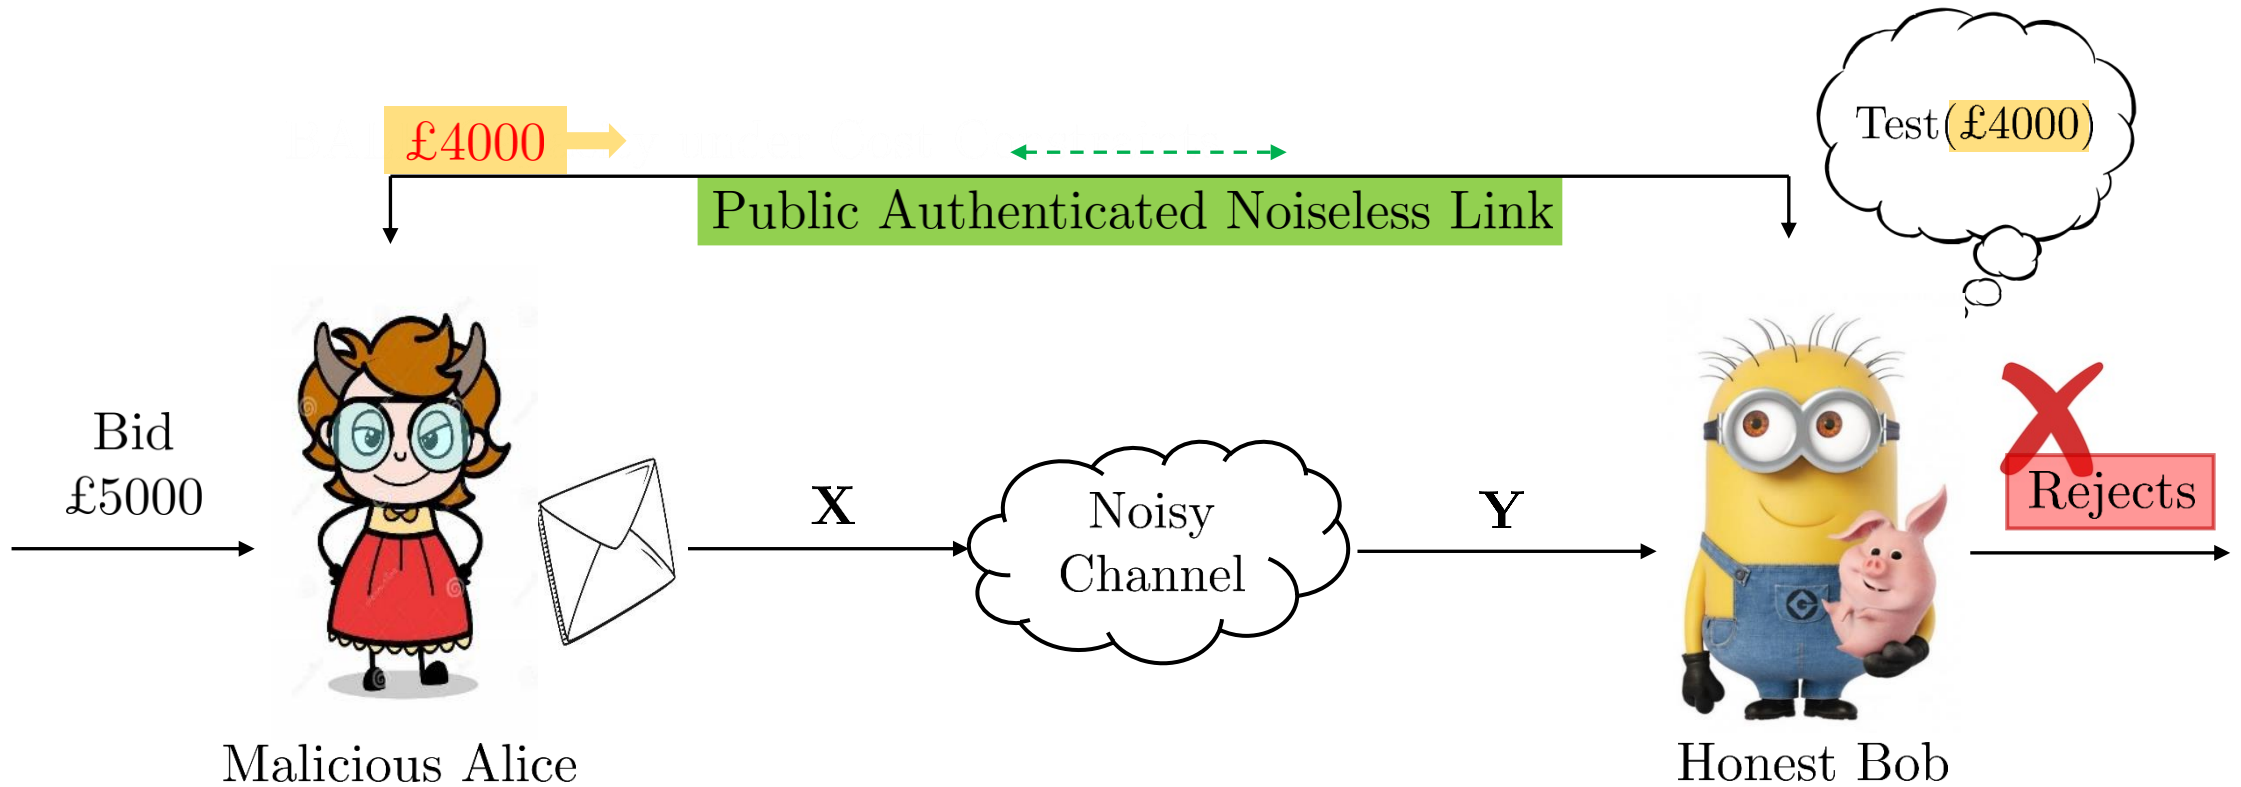 £4000
Test(£4000)
Public Authenticated Noiseless Link
Bid
£5000
X
Noisy
Channel
Y
Rejects
Malicious Alice
Honest Bob